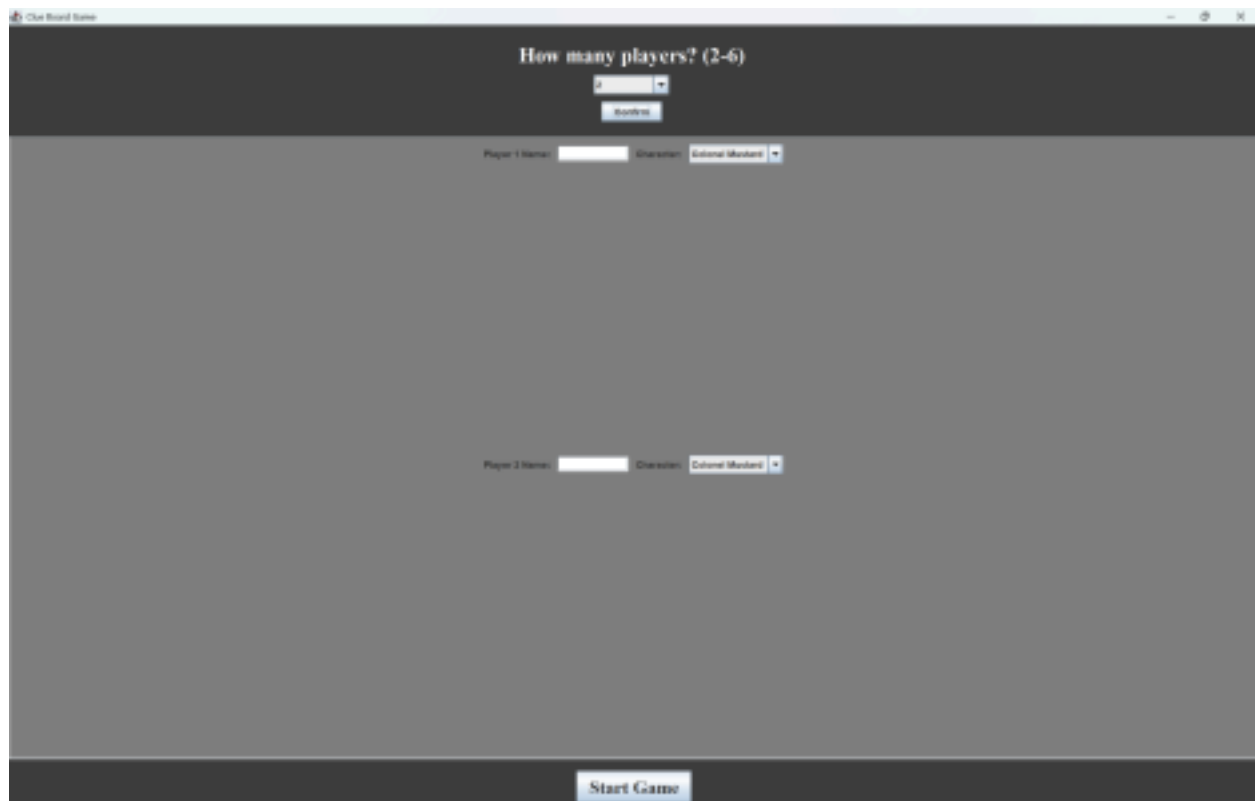 Clue Board Game
How many players? (2-6)
2
Confirm
Player 1 Name: Character: Colonel Mustard
Player 2 Name: Character: Colonel Mustard
Start Game